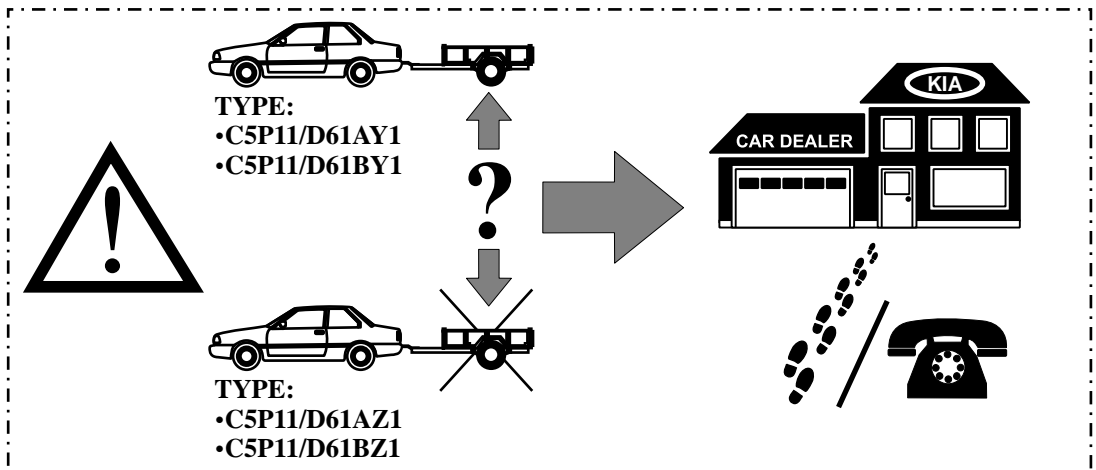 TYPE:
•C5P11/D61AY1
•C5P11/D61BY1
!
?
KIA
CAR DEALER
TYPE:
•C5P11/D61AZ1
•C5P11/D61BZ1